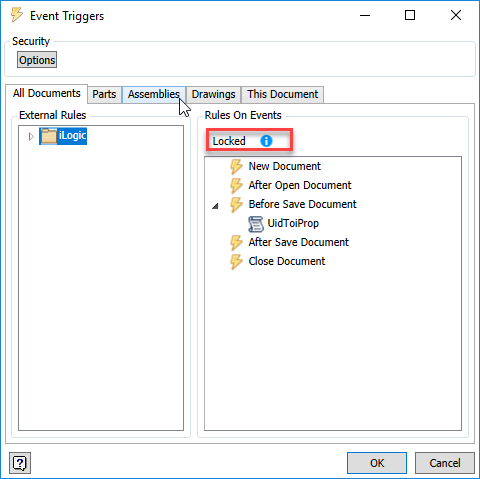 Event Triggers
Security
Options
All Documents Parts Assemblies Drawings This Document
External Rules
iLogic
Rules On Events
Locked
New Document
After Open Document
Before Save Document
UidToiProp
After Save Document
Close Document
OK Cancel